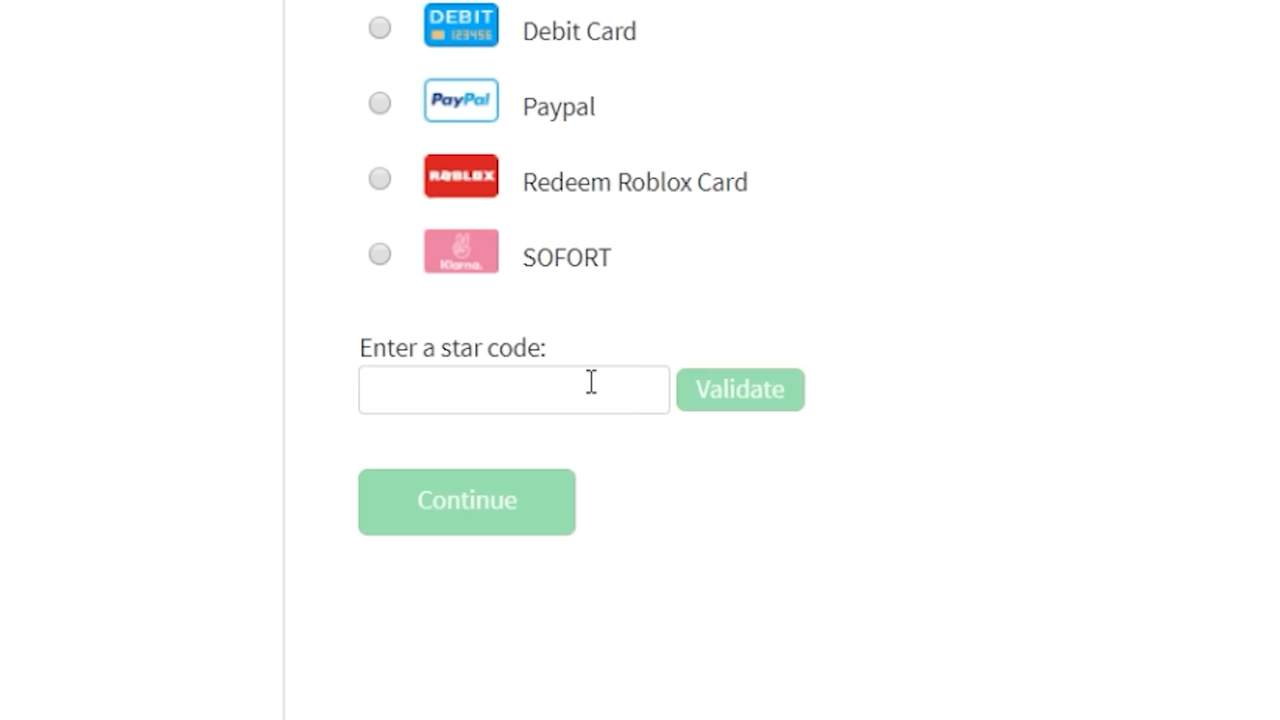 DEBIT
123456
Debit Card
PayPal
Paypal
ROBLOX
Redeem Roblox Card
Klarna.
SOFORT
Enter a star code:
Validate
Continue